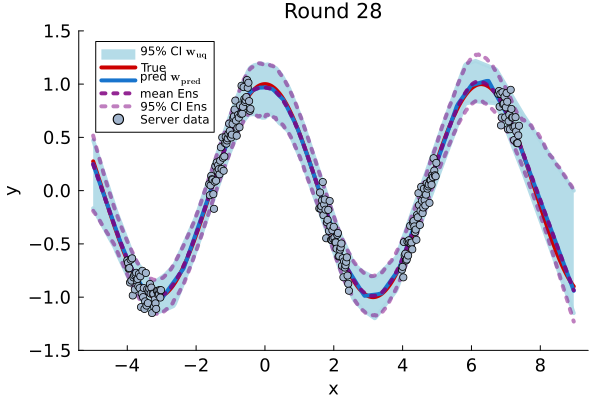 Round 28
1.5
1.0
0.5
0.0
−0.5
−1.0
−1.5
y
95% CI w_uq
True
pred w_pred
mean Ens
95% CI Ens
Server data
−4 −2 0 2 4 6 8
x